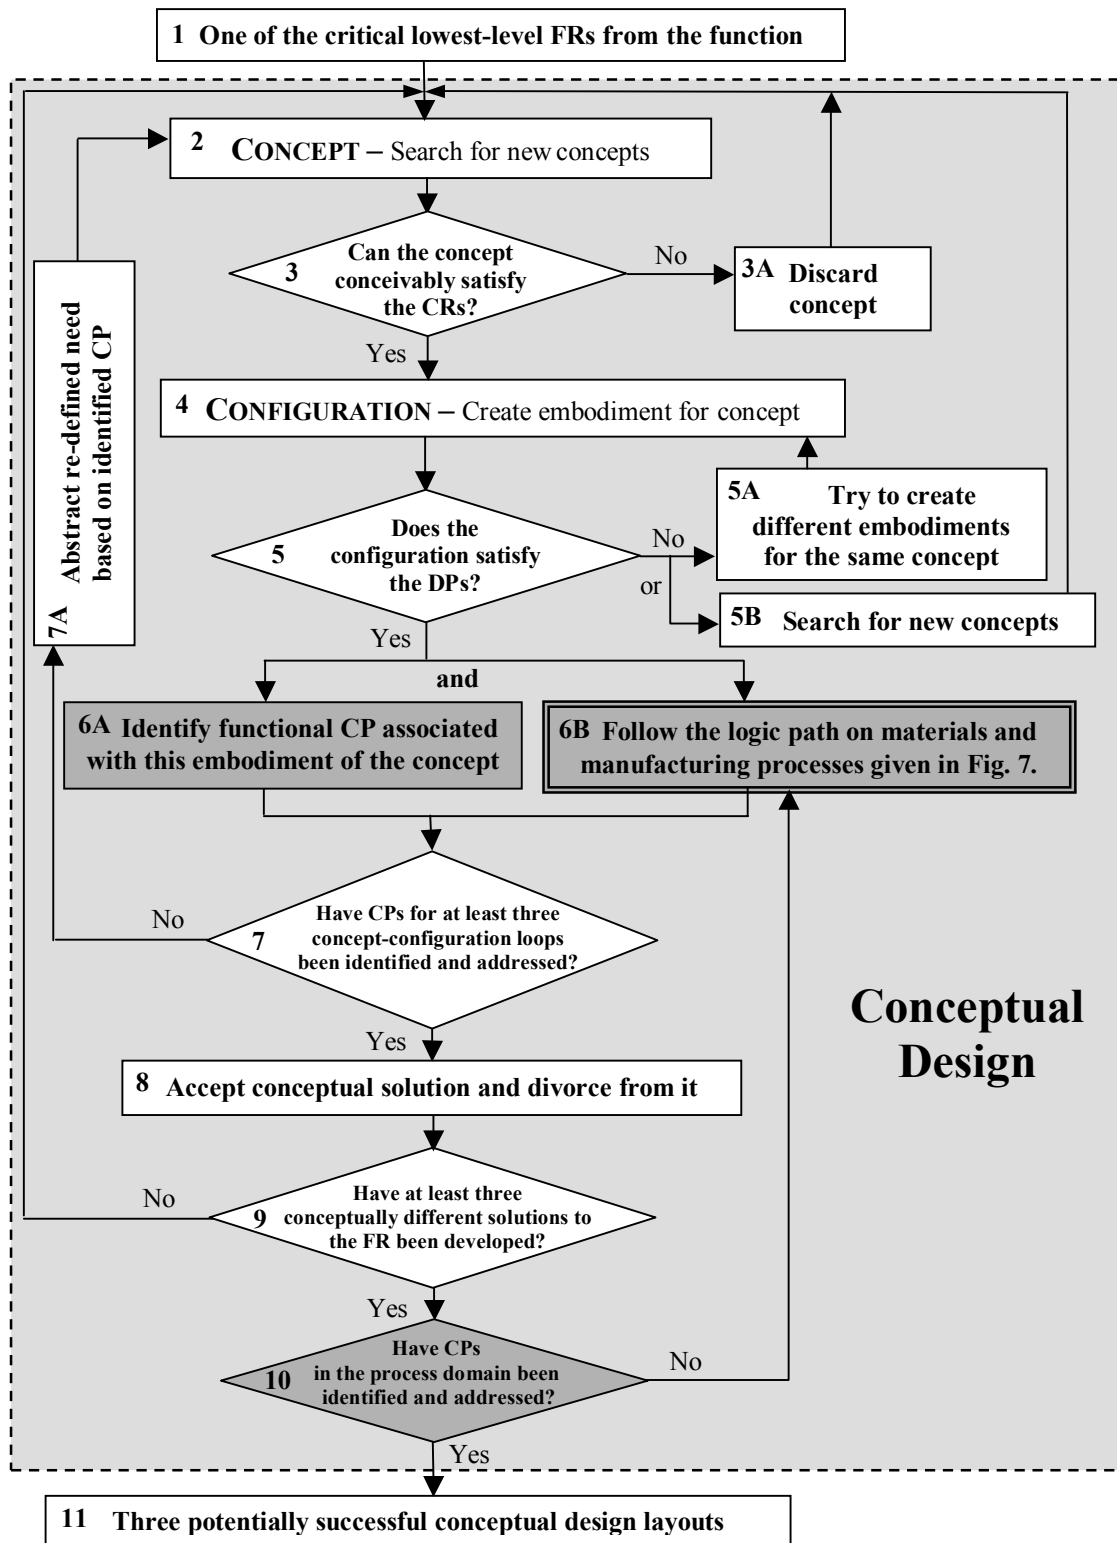 1 One of the critical lowest-level FRs from the function
2 CONCEPT – Search for new concepts
3 Can the concept
conceivably satisfy
the CRs?
No
3A Discard
concept
Yes
4 CONFIGURATION – Create embodiment for concept
5A Try to create
different embodiments
for the same concept
5 Does the
configuration satisfy
the DPs?
No
or
5B Search for new concepts
Yes
7A Abstract re-defined need
based on identified CP
and
6A Identify functional CP associated
with this embodiment of the concept
6B Follow the logic path on materials and
manufacturing processes given in Fig. 7.
No
7 Have CPs for at least three
concept-configuration loops
been identified and addressed?
Yes
Conceptual
Design
8 Accept conceptual solution and divorce from it
No
9 Have at least three
conceptually different solutions to
the FR been developed?
Yes
10 Have CPs
in the process domain been
identified and addressed?
No
Yes
11 Three potentially successful conceptual design layouts